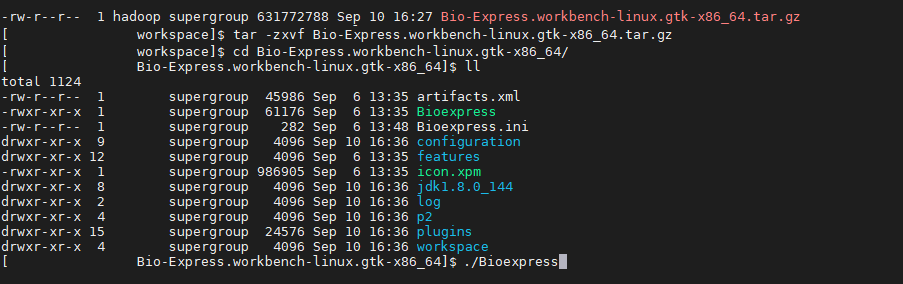 -rw-r--r-- 1 hadoop supergroup 631772788 Sep 10 16:27 Bio-Express.workbench-linux.gtk-x86_64.tar.gz
[ workspace]$ tar -zxvf Bio-Express.workbench-linux.gtk-x86_64.tar.gz
[ workspace]$ cd Bio-Express.workbench-linux.gtk-x86_64/
[ Bio-Express.workbench-linux.gtk-x86_64]$ ll
total 1124
-rw-r--r-- 1 supergroup 45986 Sep 6 13:35 artifacts.xml
-rwxr-xr-x 1 supergroup 61176 Sep 6 13:35 Bioexpress
-rw-r--r-- 1 supergroup 282 Sep 6 13:48 Bioexpress.ini
drwxr-xr-x 9 supergroup 4096 Sep 10 16:36 configuration
drwxr-xr-x 12 supergroup 4096 Sep 6 13:35 features
-rwxr-xr-x 1 supergroup 986905 Sep 6 13:35 icon.xpm
drwxr-xr-x 8 supergroup 4096 Sep 10 16:36 jdk1.8.0_144
drwxr-xr-x 2 supergroup 4096 Sep 10 16:36 log
drwxr-xr-x 4 supergroup 4096 Sep 10 16:36 p2
drwxr-xr-x 15 supergroup 24576 Sep 10 16:36 plugins
drwxr-xr-x 4 supergroup 4096 Sep 10 16:36 workspace
[ Bio-Express.workbench-linux.gtk-x86_64]$ ./Bioexpress